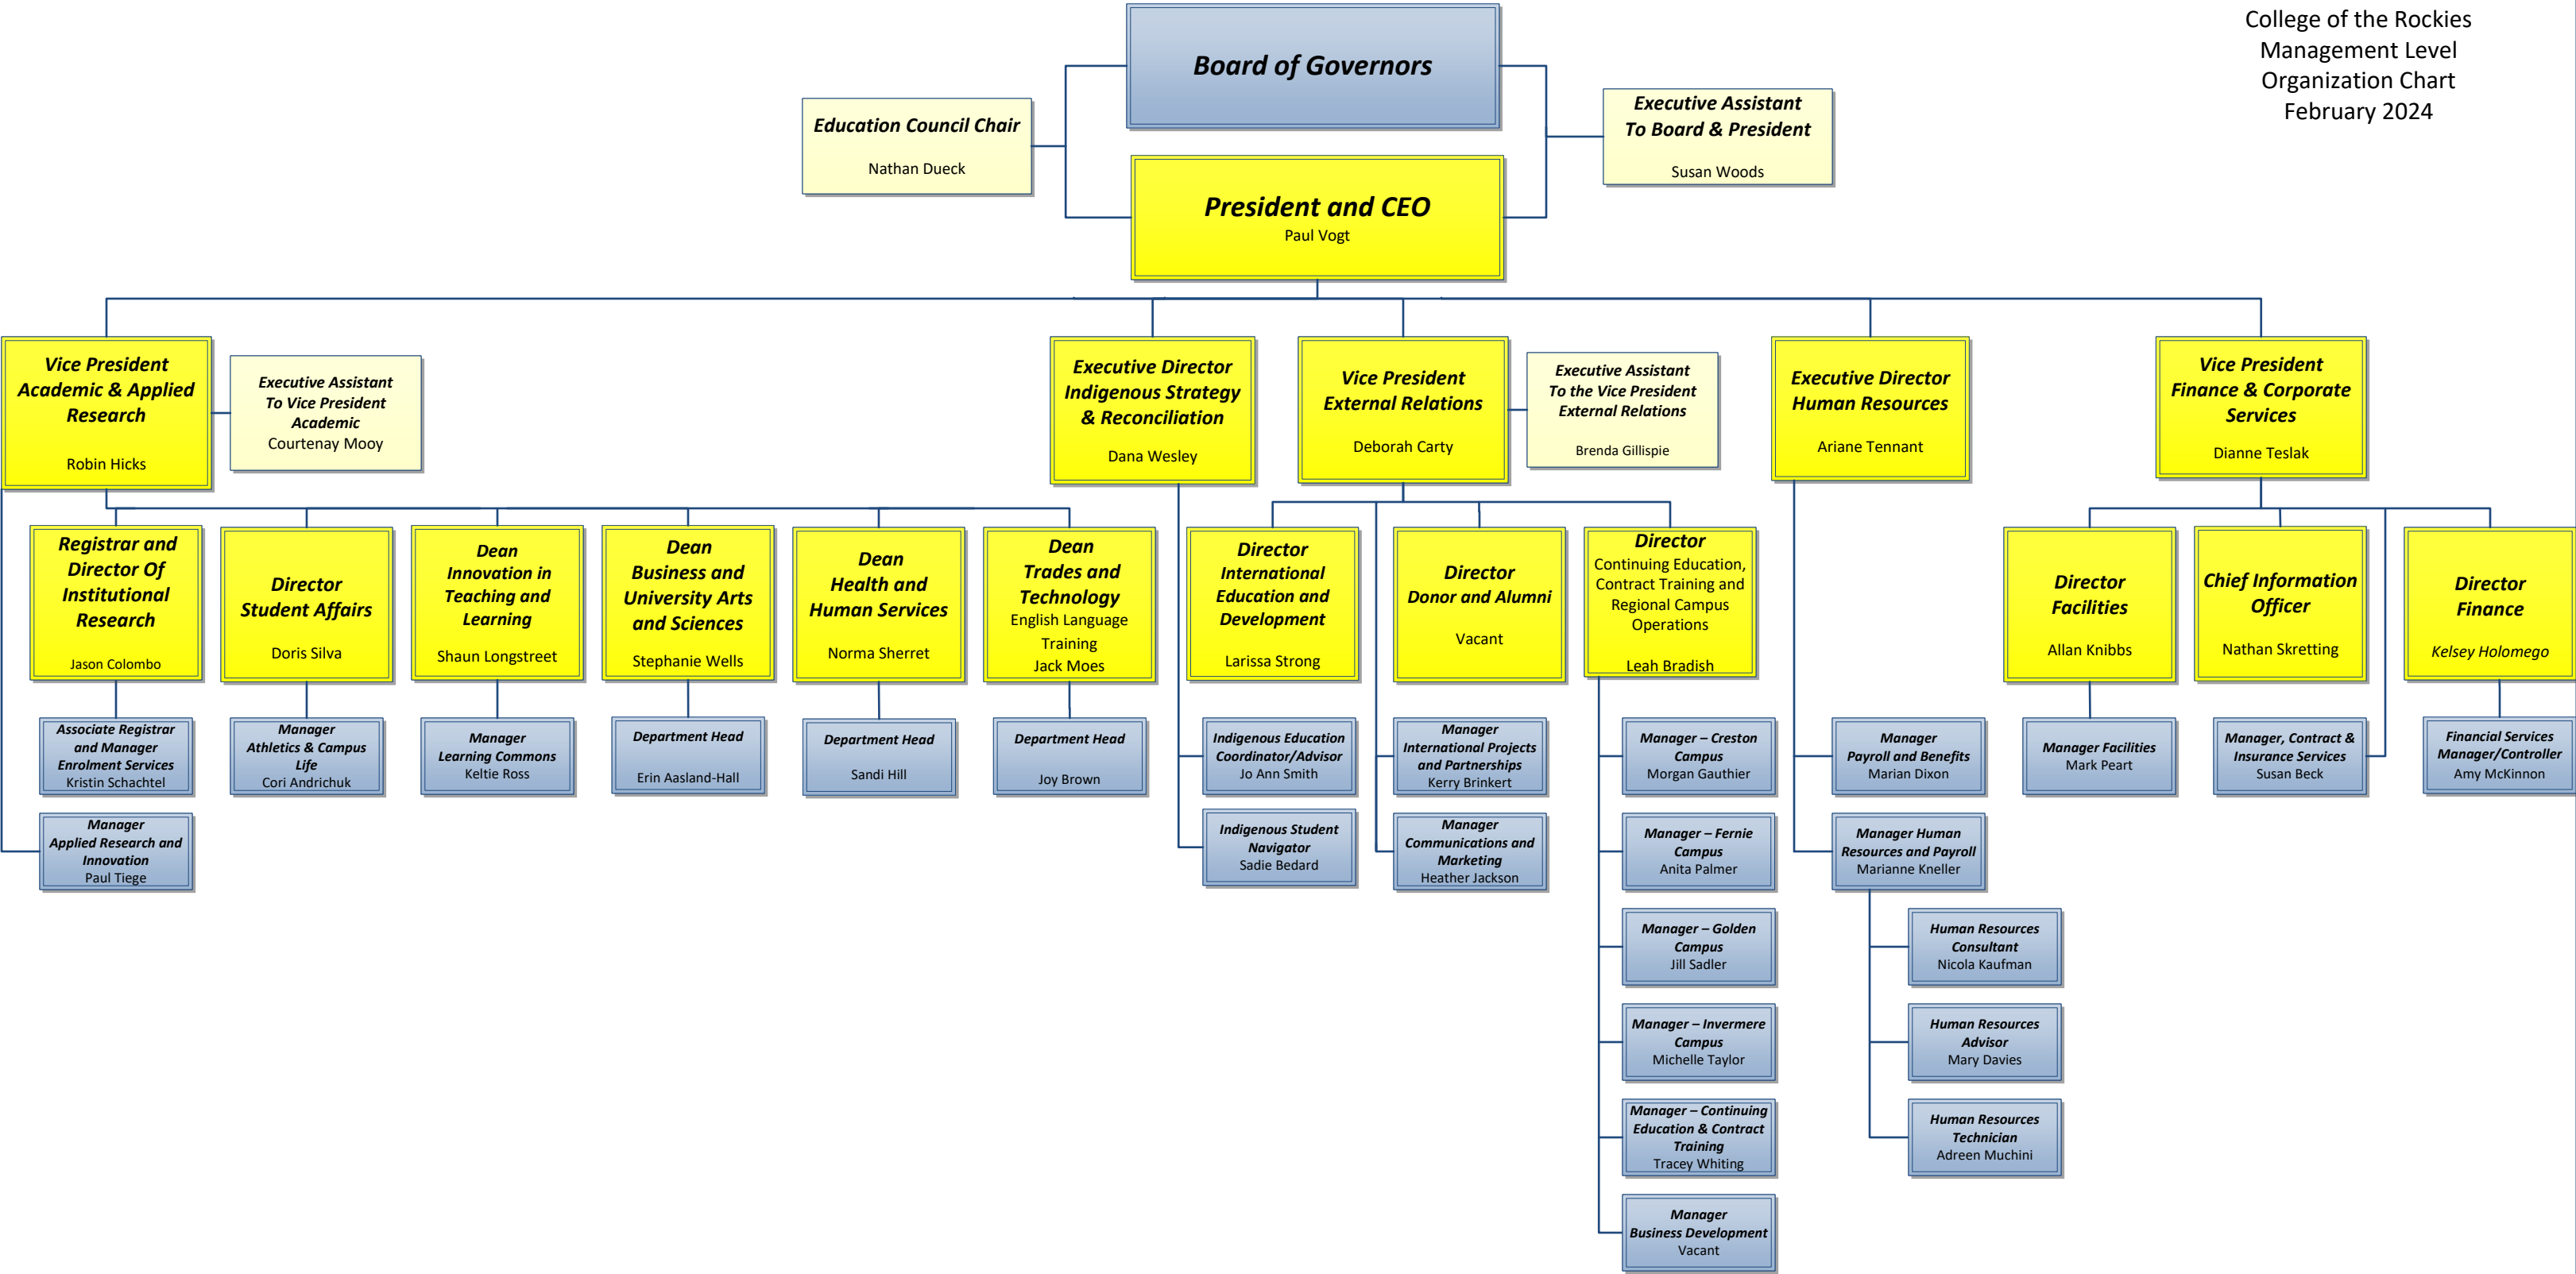 College of the Rockies
Management Level
Organization Chart
February 2024
Board of Governors
Education Council Chair
Nathan Dueck
Executive Assistant
To Board & President
Susan Woods
President and CEO
Paul Vogt
Vice President
Academic & Applied
Research
Robin Hicks
Executive Assistant
To Vice President
Academic
Courtenay Mooy
Executive Director
Indigenous Strategy
& Reconciliation
Dana Wesley
Vice President
External Relations
Deborah Carty
Executive Assistant
To the Vice President
External Relations
Brenda Gillispie
Executive Director
Human Resources
Ariane Tennant
Vice President
Finance & Corporate
Services
Dianne Teslak
Registrar and
Director Of
Institutional
Research
Jason Colombo
Director
Student Affairs
Doris Silva
Dean
Innovation in
Teaching and
Learning
Shaun Longstreet
Dean
Business and
University Arts
and Sciences
Stephanie Wells
Dean
Health and
Human Services
Norma Sherret
Dean
Trades and
Technology
English Language
Training
Jack Moes
Director
International
Education and
Development
Larissa Strong
Director
Donor and Alumni
Vacant
Director
Continuing Education,
Contract Training and
Regional Campus
Operations
Leah Bradish
Director
Facilities
Allan Knibbs
Chief Information
Officer
Nathan Skretting
Director
Finance
Kelsey Holomego
Associate Registrar
and Manager
Enrolment Services
Kristin Schachtel
Manager
Athletics & Campus
Life
Cori Andrichuk
Manager
Learning Commons
Keltie Ross
Department Head
Erin Aasland-Hall
Department Head
Sandi Hill
Department Head
Joy Brown
Indigenous Education
Coordinator/Advisor
Jo Ann Smith
Manager
International Projects
and Partnerships
Kerry Brinkert
Manager – Creston
Campus
Morgan Gauthier
Manager
Payroll and Benefits
Marian Dixon
Manager Facilities
Mark Peart
Manager, Contract &
Insurance Services
Susan Beck
Financial Services
Manager/Controller
Amy McKinnon
Manager
Applied Research and
Innovation
Paul Tiege
Indigenous Student
Navigator
Sadie Bedard
Manager
Communications and
Marketing
Heather Jackson
Manager – Fernie
Campus
Anita Palmer
Manager Human
Resources and Payroll
Marianne Kneller
Manager – Golden
Campus
Jill Sadler
Human Resources
Consultant
Nicola Kaufman
Manager – Invermere
Campus
Michelle Taylor
Human Resources
Advisor
Mary Davies
Manager – Continuing
Education & Contract
Training
Tracey Whiting
Human Resources
Technician
Adreen Muchini
Manager
Business Development
Vacant